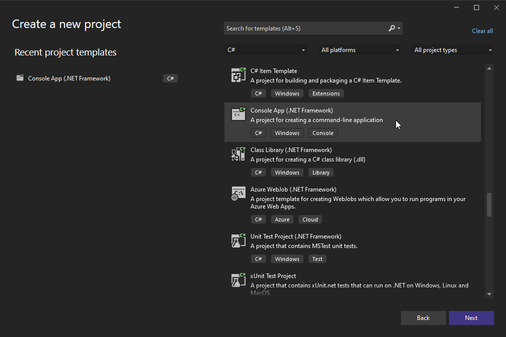 Create a new project
Recent project templates
Console App (.NET Framework) C#
Search for templates (Alt+S)
Clear all
C# All platforms All project types
C# Item Template
A project for building and packaging a C# Item Template.
C# Windows Extensions
Console App (.NET Framework)
A project for creating a command-line application
C# Windows Console
Class Library (.NET Framework)
A project for creating a C# class library (.dll)
C# Windows Library
Azure WebJob (.NET Framework)
A project template for creating WebJobs which allow you to run programs in your
Azure Web Apps.
C# Azure Cloud
Unit Test Project (.NET Framework)
A project that contains MSTest unit tests.
C# Windows Test
xUnit Test Project
A project that contains xUnit.net tests that can run on .NET on Windows, Linux and
MacOS.
Back Next